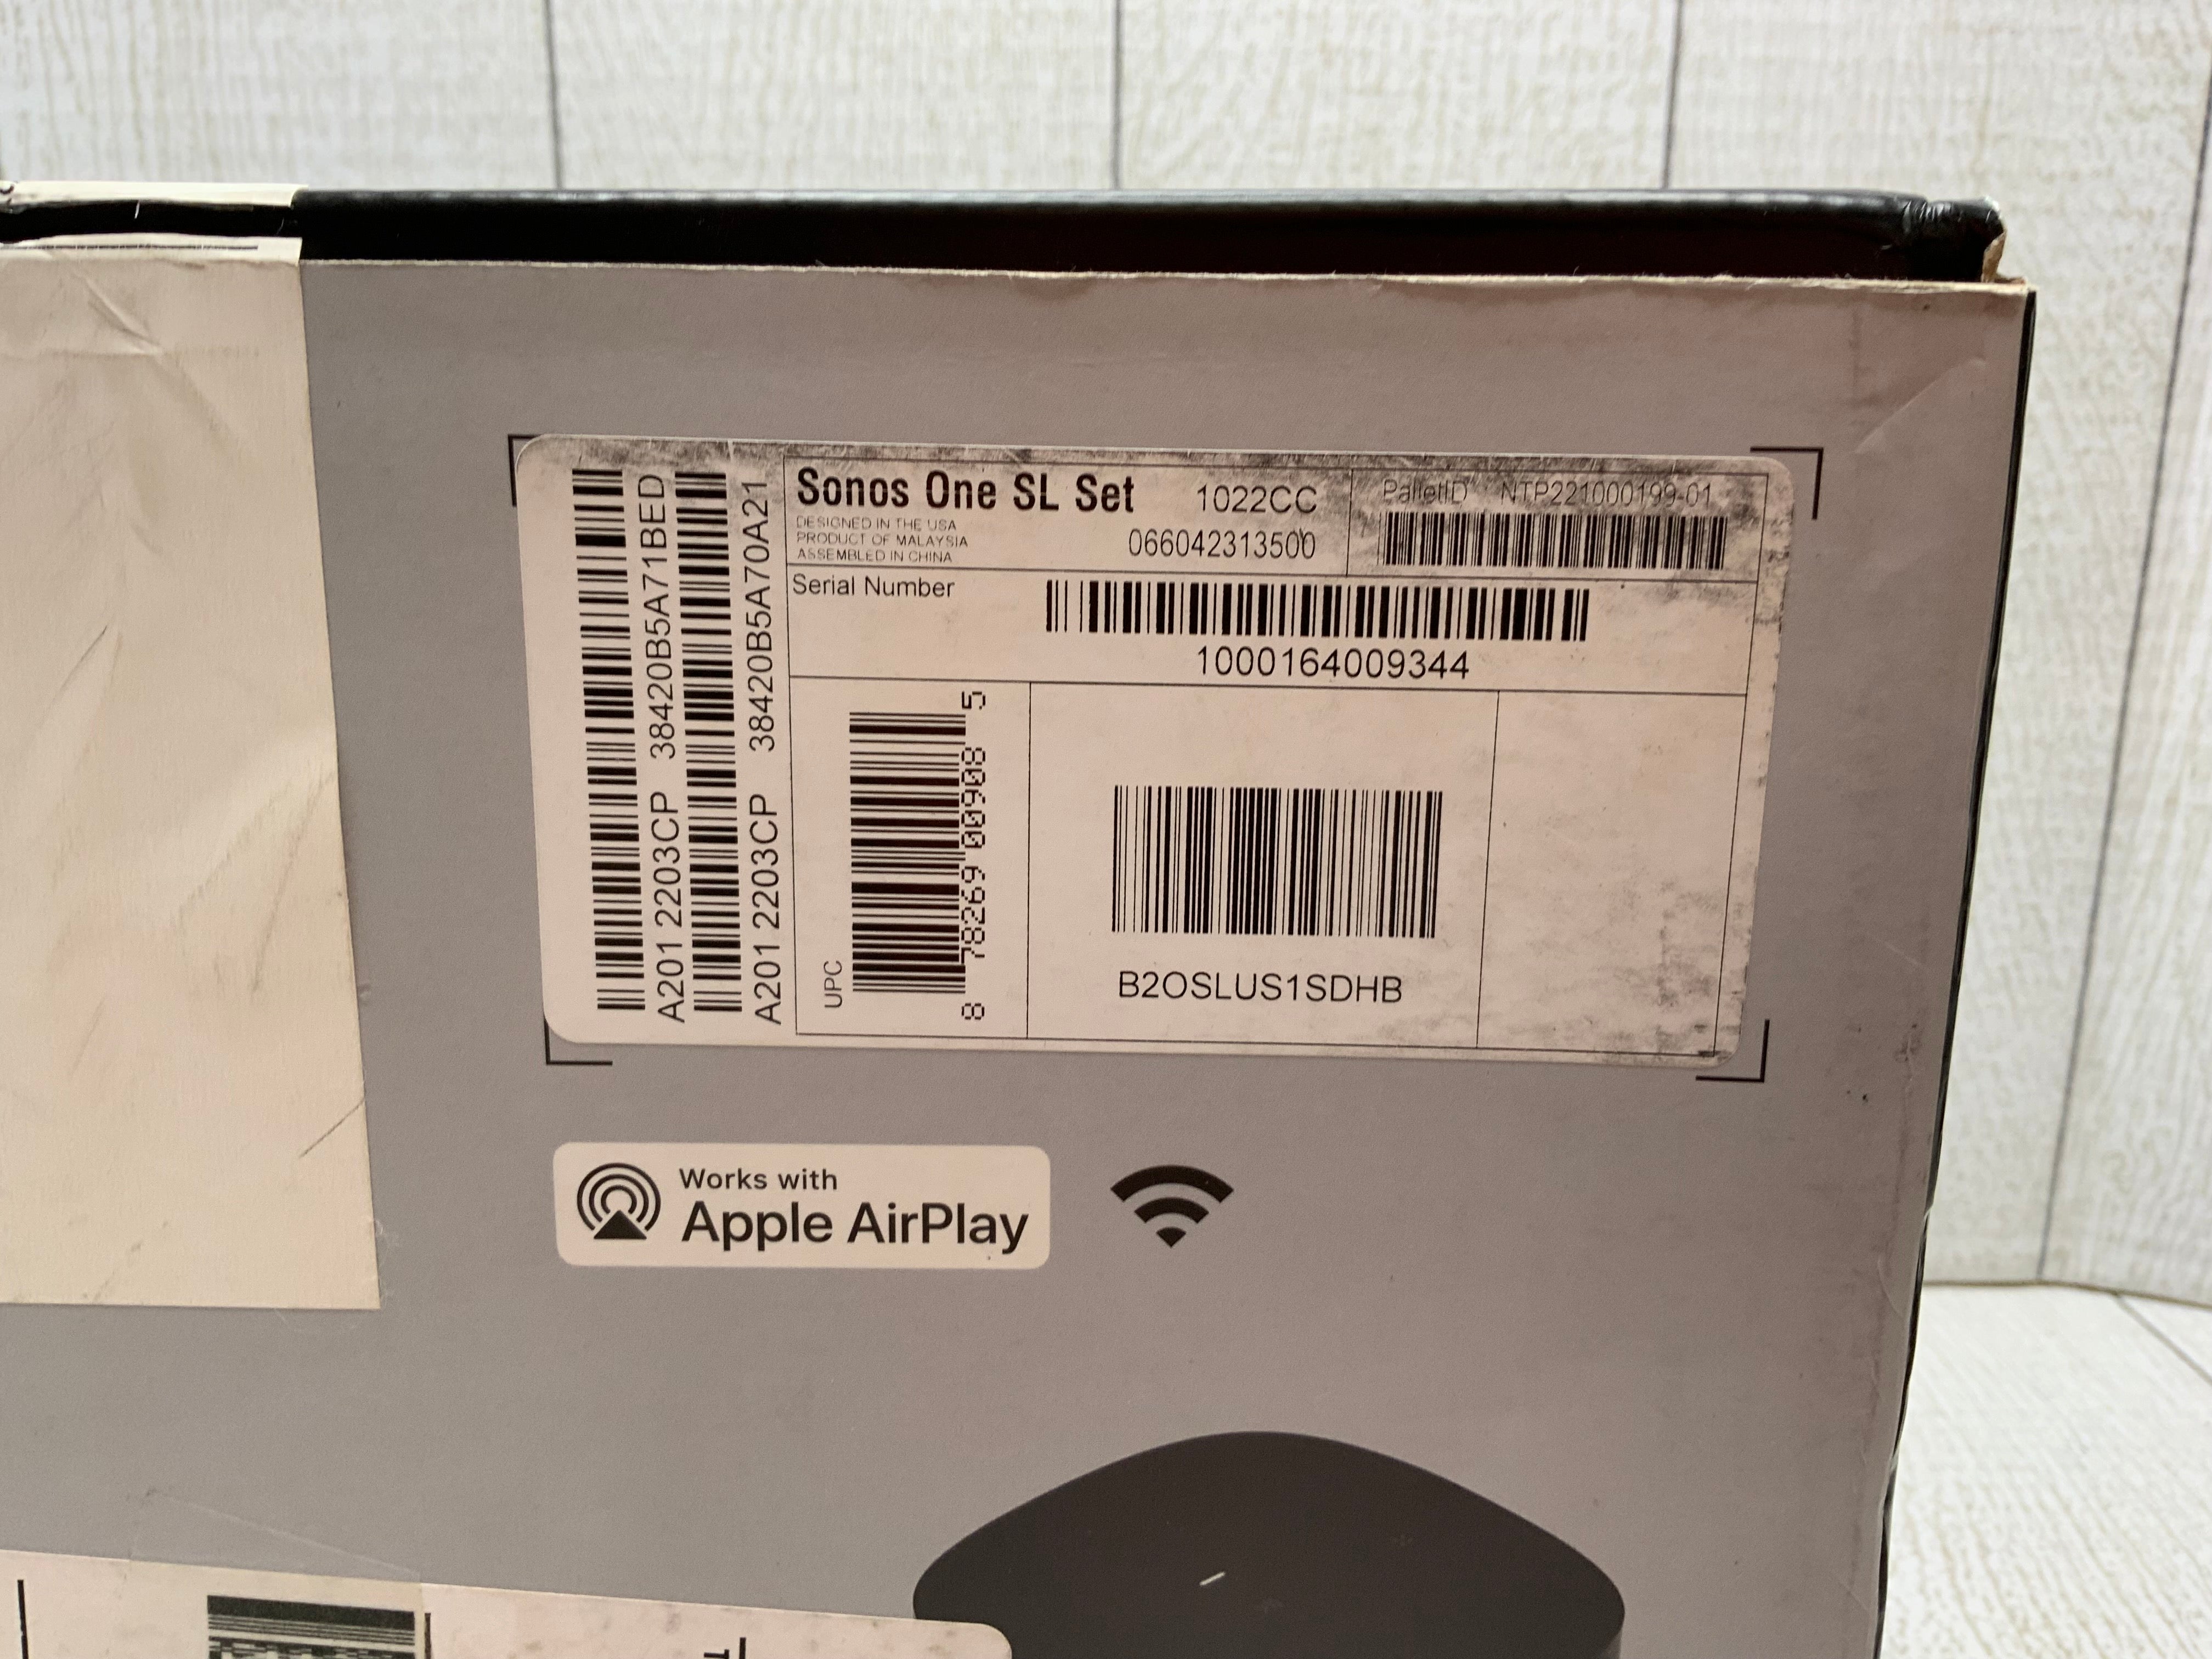 Sonos One SL Set
1022CC
DESIGNED IN THE USA
PRODUCT OF MALAYSIA
ASSEMBLED IN CHINA
066042313500
PalletID NTP221000199-01
Serial Number
1000164009344
A201 2203CP 38420B5A71BED
A201 2203CP 38420B5A70A21
UPC
8 78269 00908 5
B2OSLUS1SDHB
Works with
Apple AirPlay